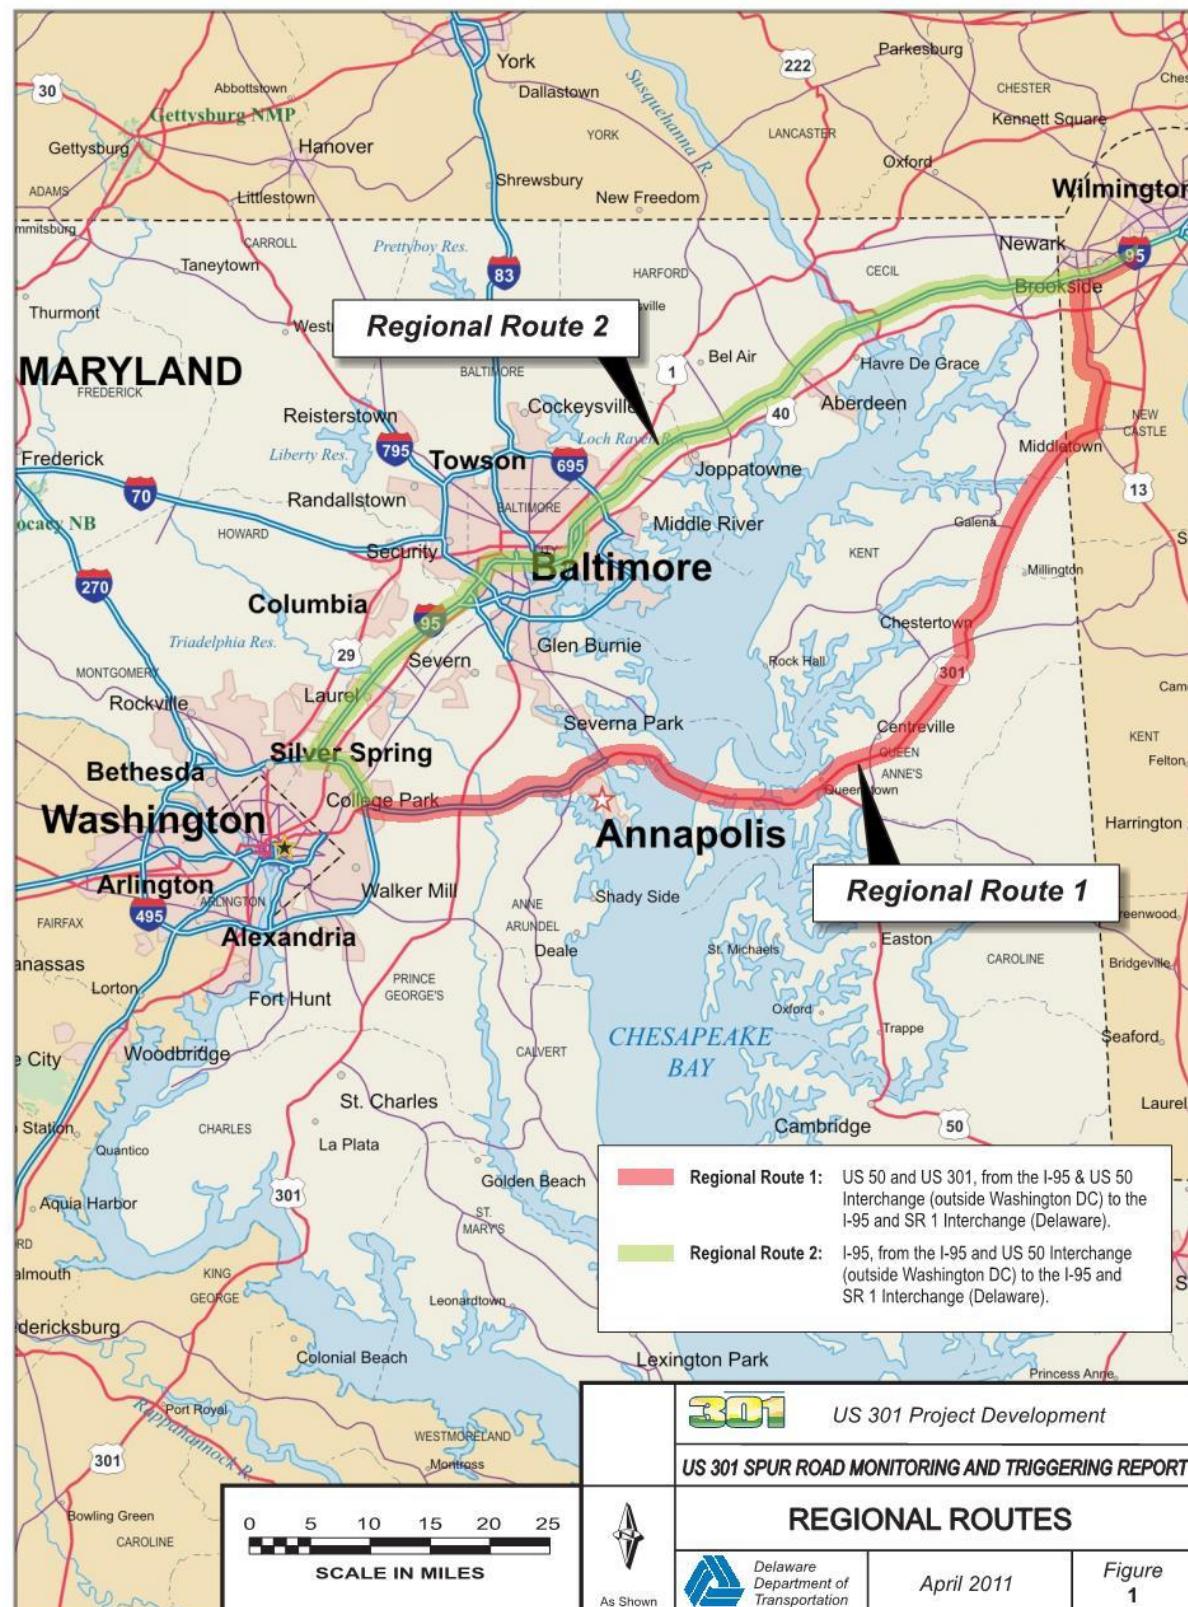 York
Parkesburg
222
30
Abbottstown
Dallastown
CHESTER
Gettysburg NMP
Susquehanna R.
Kennett Square
YORK
LANCASTER
Gettysburg
Hanover
Oxford
Shrewsbury
ADAMS
Littlestown
New Freedom
Wilmington
CARROLL
Prettyboy Res.
Newark
95
Taneytown
83
HARFORD
CECIL
Brookside
Thurmont
Regional Route 2
MARYLAND
FREDERICK
BALTIMORE
Bel Air
1
Havre De Grace
Reisterstown
Cockeysville
40
Aberdeen
NEW
CASTLE
Middletown
Frederick
795
Liberty Res.
Towson
695
Joppatowne
70
Randallstown
BALTIMORE
CITY
13
Middle River
Galena
HOWARD
Security
KENT
Millington
Baltimore
270
Columbia
95
Chestertown
Triadelphia Res.
29
Severn
Glen Burnie
Rock Hall
301
MONTGOMERY
Rockville
Laurel
Severna Park
Centreville
KENT
Silver Spring
QUEEN
ANNE'S
Felton
Bethesda
College Park
Queenstown
Washington
Annapolis
Harrington
Arlington
Walker Mill
Regional Route 1
ARLINGTON
495
ANNE
ARUNDEL
Shady Side
FAIRFAX
Alexandria
Deale
St. Michaels
Easton
CAROLINE
Bridgeville
Lorton
PRINCE
GEORGE'S
Fort Hunt
Oxford
Trappe
Seaford
Woodbridge
CALVERT
CHESAPEAKE
BAY
St. Charles
Cambridge
50
Laurel
CHARLES
La Plata
Quantico
Golden Beach
Aquia Harbor
301
ST.
MARY'S
Regional Route 1: US 50 and US 301, from the I-95 & US 50
Interchange (outside Washington DC) to the
I-95 and SR 1 Interchange (Delaware).
Regional Route 2: I-95, from the I-95 and US 50 Interchange
(outside Washington DC) to the I-95 and
SR 1 Interchange (Delaware).
KING
GEORGE
Leonardtown
Colonial Beach
Lexington Park
Princess Anne
Port Royal
Rappahannock R.
301
WESTMORELAND
Montross
Bowling Green
CAROLINE
301 US 301 Project Development
US 301 SPUR ROAD MONITORING AND TRIGGERING REPORT
REGIONAL ROUTES
0 5 10 15 20 25
SCALE IN MILES
As Shown
Delaware
Department of
Transportation
April 2011
Figure
1